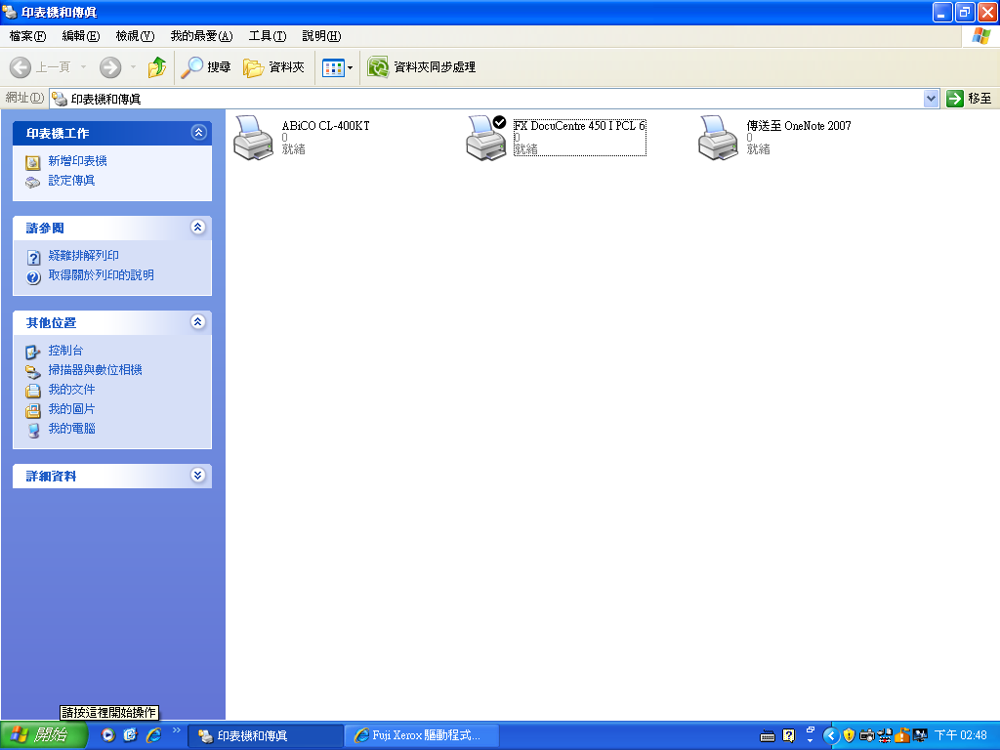 印表機和傳真
檔案(F) 編輯(E) 檢視(V) 我的最愛(A) 工具(T) 說明(H)
上一頁 搜尋 資料夾 資料夾同步處理
網址(D) 印表機和傳真 移至
印表機工作
新增印表機
設定傳真
請參閱
疑難排解列印
取得關於列印的說明
其他位置
控制台
掃描器與數位相機
我的文件
我的圖片
我的電腦
詳細資料
ABiCO CL-400KT
0
就緒
FX DocuCentre 450 I PCL 6
0
就緒
傳送至 OneNote 2007
0
就緒
請按這裡開始操作
開始 印表機和傳真 Fuji Xerox 驅動程式... 下午 02:48